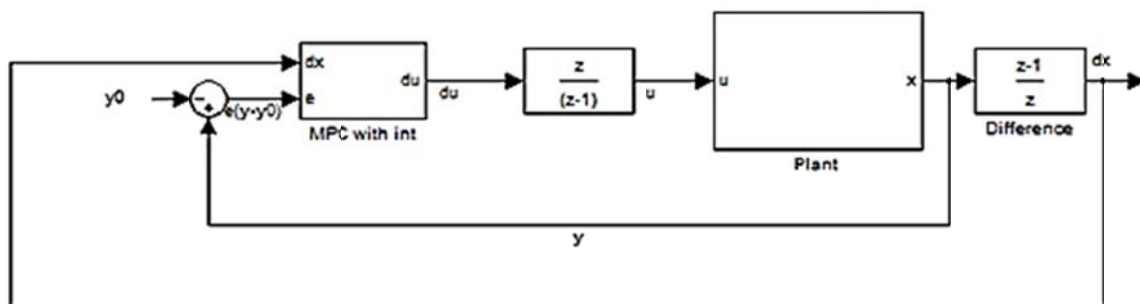 dx
du
e
MPC with int
y0
-
+
e(y-y0)
du
z
(z-1)
u
u
x
Plant
z-1
z
Difference
dx
y